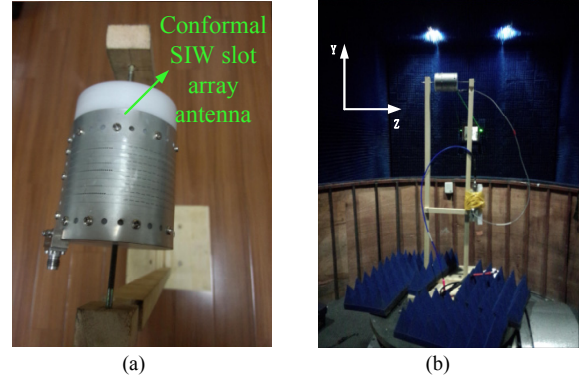 Conformal
SIW slot
array
antenna
Y
Z
(a)
(b)